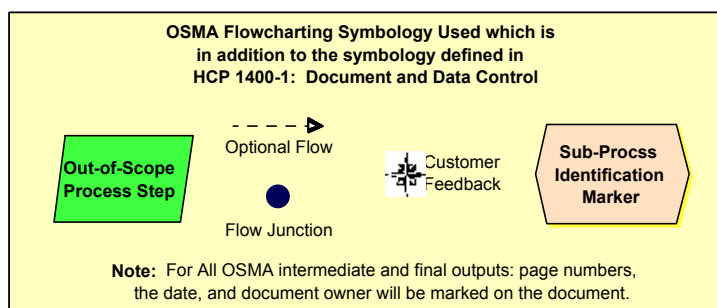 OSMA Flowcharting Symbology Used which is
in addition to the symbology defined in
HCP 1400-1: Document and Data Control
Out-of-Scope
Process Step
Optional Flow
Flow Junction
Customer
Feedback
Sub-Procss
Identification
Marker
Note: For All OSMA intermediate and final outputs: page numbers,
the date, and document owner will be marked on the document.